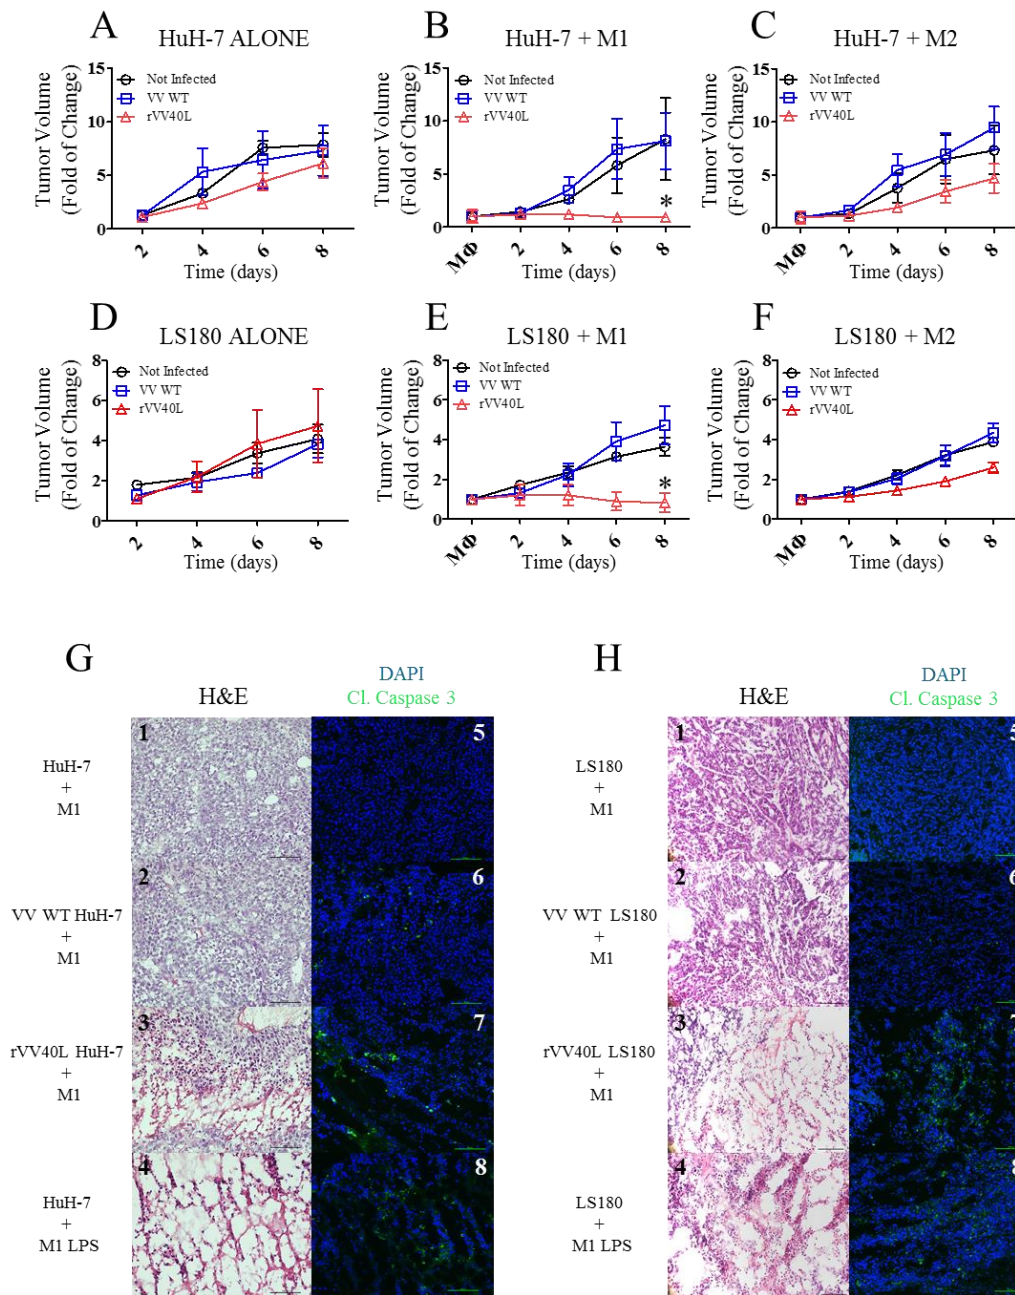 A
HuH-7 ALONE
Tumor Volume
(Fold of Change)
15
10
5
0
Not Infected
VV WT
rVV40L
2
4
6
8
Time (days)
B
HuH-7 + M1
Tumor Volume
(Fold of Change)
15
10
5
0
Not Infected
VV WT
rVV40L
*
MΦ
2
4
6
8
Time (days)
C
HuH-7 + M2
Tumor Volume
(Fold of Change)
15
10
5
0
Not Infected
VV WT
rVV40L
MΦ
2
4
6
8
Time (days)
D
LS180 ALONE
Tumor Volume
(Fold of Change)
8
6
4
2
0
Not Infected
VV WT
rVV40L
2
4
6
8
Time (days)
E
LS180 + M1
Tumor Volume
(Fold of Change)
8
6
4
2
0
Not Infected
VV WT
rVV40L
*
MΦ
2
4
6
8
Time (days)
F
LS180 + M2
Tumor Volume
(Fold of Change)
8
6
4
2
0
Not Infected
VV WT
rVV40L
MΦ
2
4
6
8
Time (days)
G
H&E
DAPI
Cl. Caspase 3
HuH-7
+
M1
1
5
VV WT HuH-7
+
M1
2
6
rVV40L HuH-7
+
M1
3
7
HuH-7
+
M1 LPS
4
8
H
H&E
DAPI
Cl. Caspase 3
LS180
+
M1
1
5
VV WT LS180
+
M1
2
6
rVV40L LS180
+
M1
3
7
LS180
+
M1 LPS
4
8